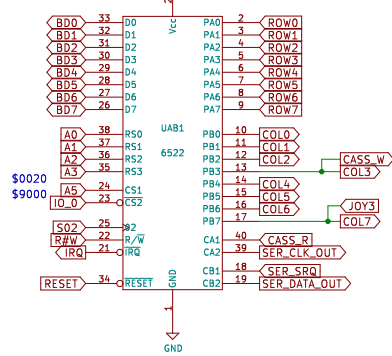 Vcc
BD0 33 D0 PA0 2 ROW0
BD1 32 D1 PA1 3 ROW1
BD2 31 D2 PA2 4 ROW2
BD3 30 D3 PA3 5 ROW3
BD4 29 D4 PA4 6 ROW4
BD5 28 D5 PA5 7 ROW5
BD6 27 D6 PA6 8 ROW6
BD7 26 D7 PA7 9 ROW7
UAB1
6522
A0 38 RS0 PB0 10 COL0
A1 37 RS1 PB1 11 COL1
A2 36 RS2 PB2 12 COL2
CASS_W
A3 35 RS3 PB3 13 COL3
$0020
A5 24 CS1 PB4 14 COL4
$9000
IO_0 23 CS2 PB5 15 COL5
PB6 16 COL6
JOY3
S02 25 ø2 PB7 17 COL7
R#W 22 R/W CA1 40 CASS_R
IRQ 21 IRQ CA2 39 SER_CLK_OUT
CB1 18 SER_SRQ
RESET 34 RESET CB2 19 SER_DATA_OUT
GND
1
GND